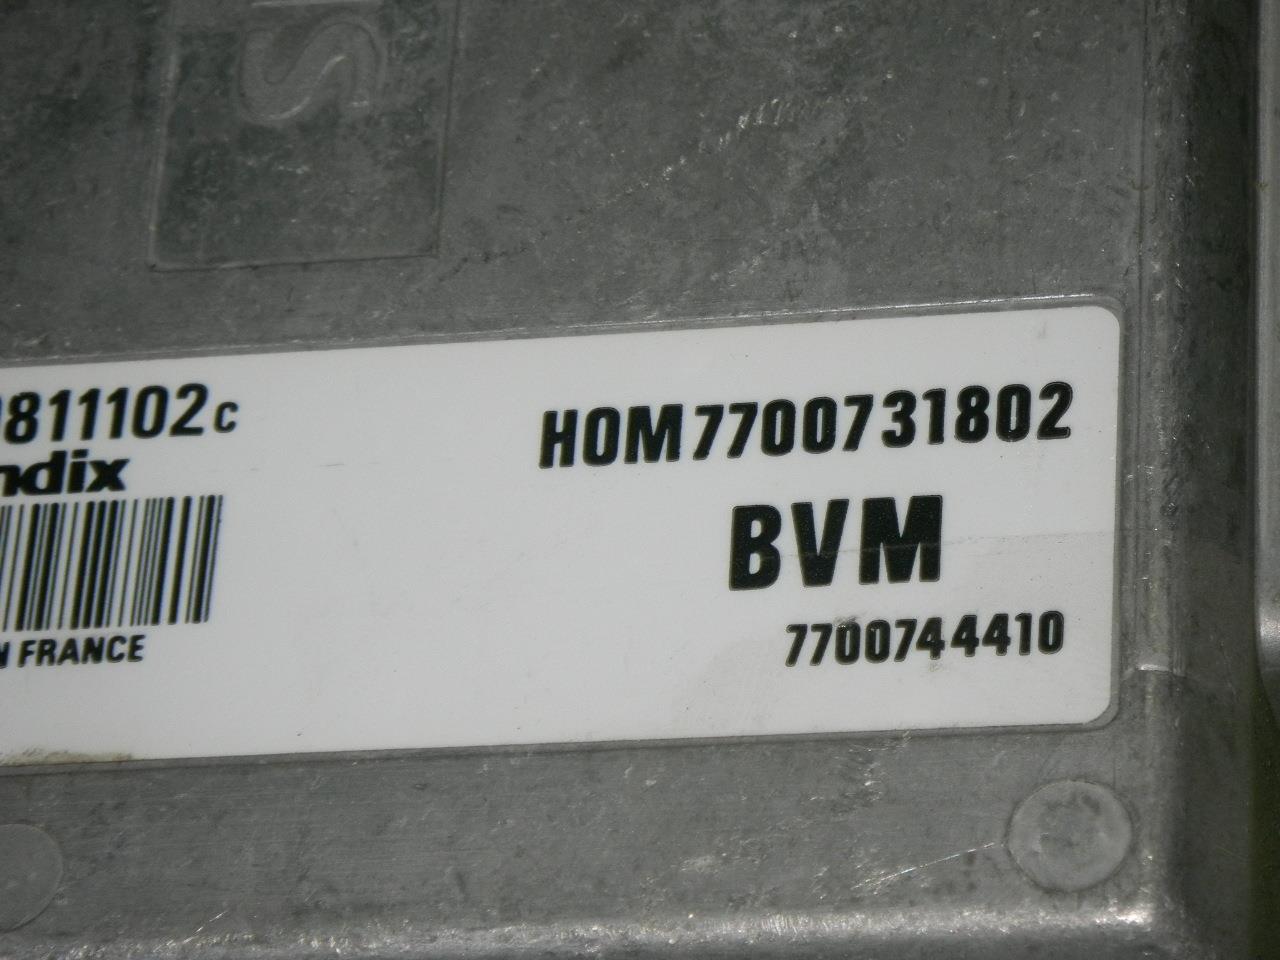 S
811102c
HOM7700731802
ndix
BVM
N FRANCE
7700744410